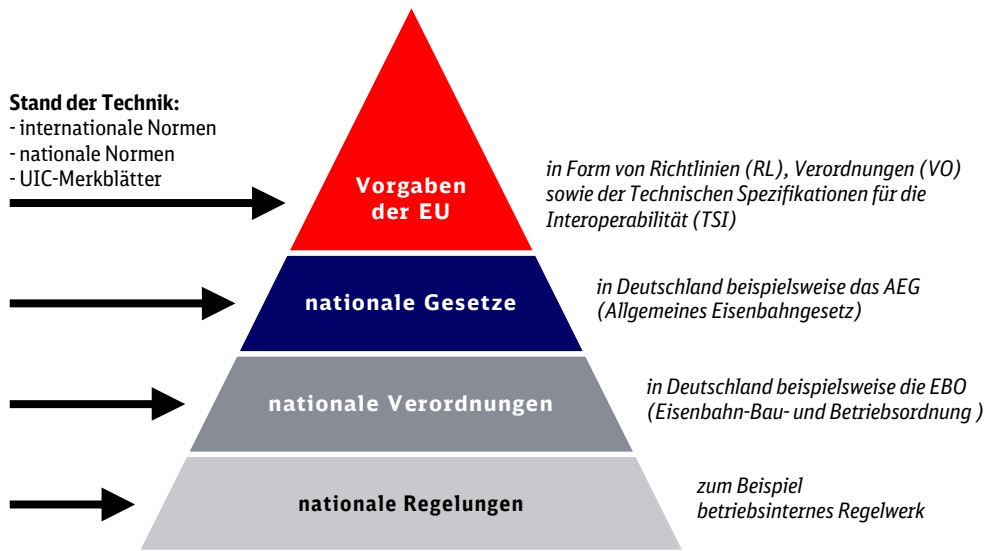 Stand der Technik:
- internationale Normen
- nationale Normen
- UIC-Merkblätter
Vorgaben
der EU
in Form von Richtlinien (RL), Verordnungen (VO)
sowie der Technischen Spezifikationen für die
Interoperabilität (TSI)
nationale Gesetze
in Deutschland beispielsweise das AEG
(Allgemeines Eisenbahngesetz)
nationale Verordnungen
in Deutschland beispielsweise die EBO
(Eisenbahn-Bau- und Betriebsordnung )
nationale Regelungen
zum Beispiel
betriebsinternes Regelwerk